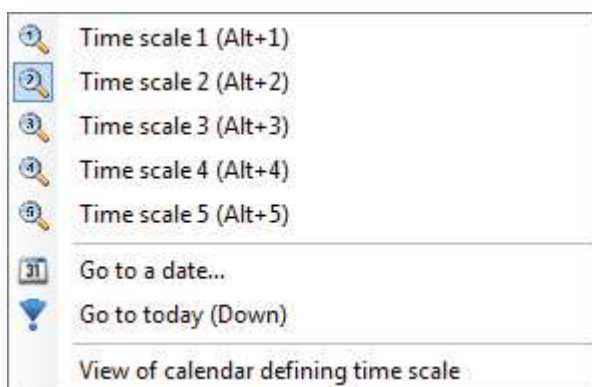 Time scale 1 (Alt+1)
Time scale 2 (Alt+2)
Time scale 3 (Alt+3)
Time scale 4 (Alt+4)
Time scale 5 (Alt+5)
31 Go to a date...
Go to today (Down)
View of calendar defining time scale